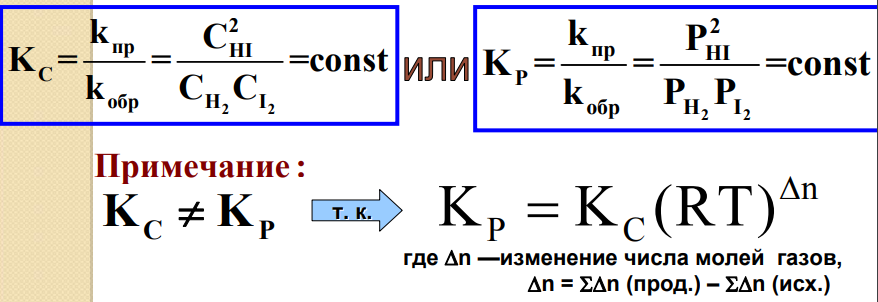 K_C = k_пр / k_обр = C²_HI / C_H₂ C_I₂ = const или K_P = k_пр / k_обр = P²_HI / P_H₂ P_I₂ = const
Примечание:
K_C ≠ K_P т. к. K_P = K_C (RT)^Δn
где Δn —изменение числа молей газов,
Δn = ΣΔn (прод.) – ΣΔn (исх.)